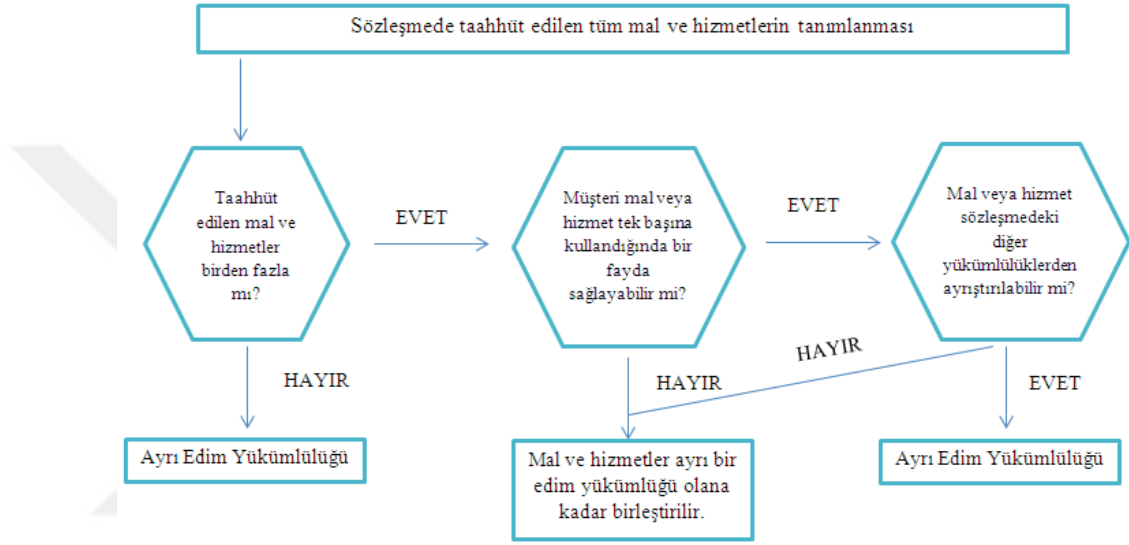 Sözleşmede taahhüt edilen tüm mal ve hizmetlerin tanımlanması
Taahhüt
edilen mal ve
hizmetler
birden fazla
mı?
EVET
Müşteri mal veya
hizmet tek başına
kullandığında bir
fayda
sağlayabilir mi?
EVET
Mal veya hizmet
sözleşmedeki
diğer
yükümlülüklerden
ayrıştırılabilir mi?
HAYIR
HAYIR
HAYIR
EVET
Ayrı Edim Yükümlülüğü
Mal ve hizmetler ayrı bir
edim yükümlüğü olana
kadar birleştirilir.
Ayrı Edim Yükümlülüğü